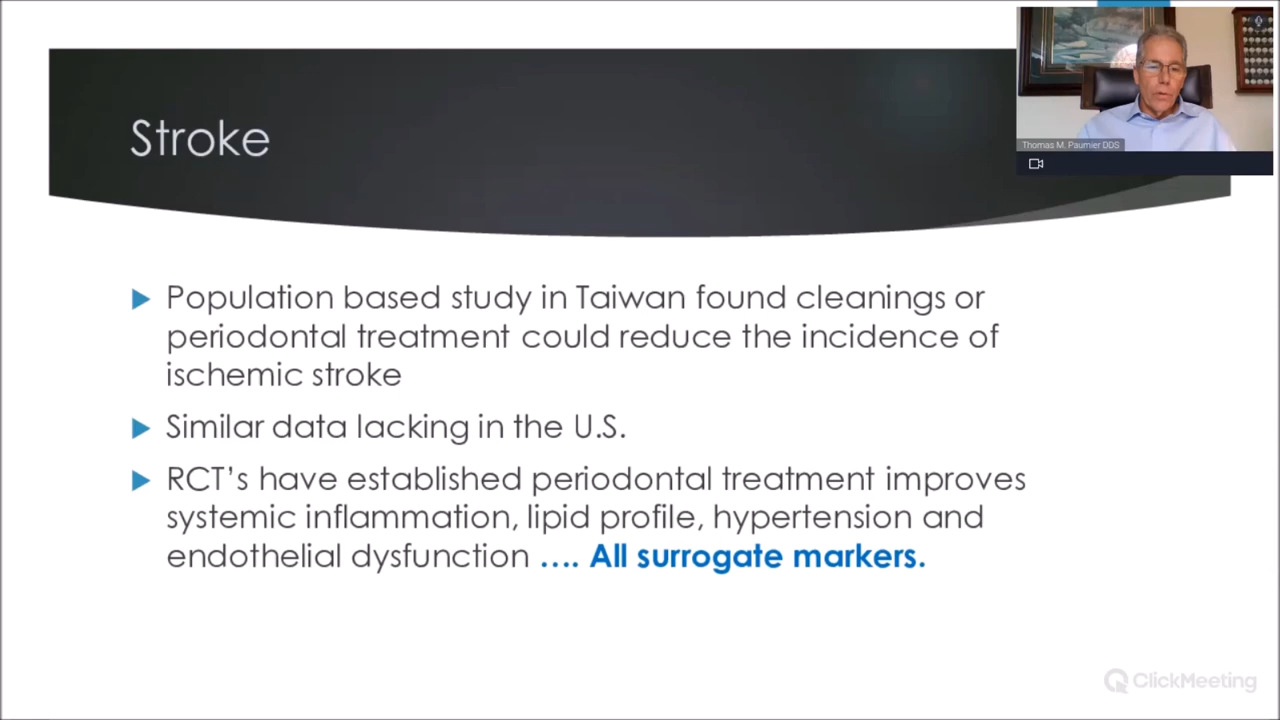 Stroke
Thomas M. Paumier DDS
Population based study in Taiwan found cleanings or
periodontal treatment could reduce the incidence of
ischemic stroke
Similar data lacking in the U.S.
RCT’s have established periodontal treatment improves
systemic inflammation, lipid profile, hypertension and
endothelial dysfunction …. All surrogate markers.
ClickMeeting